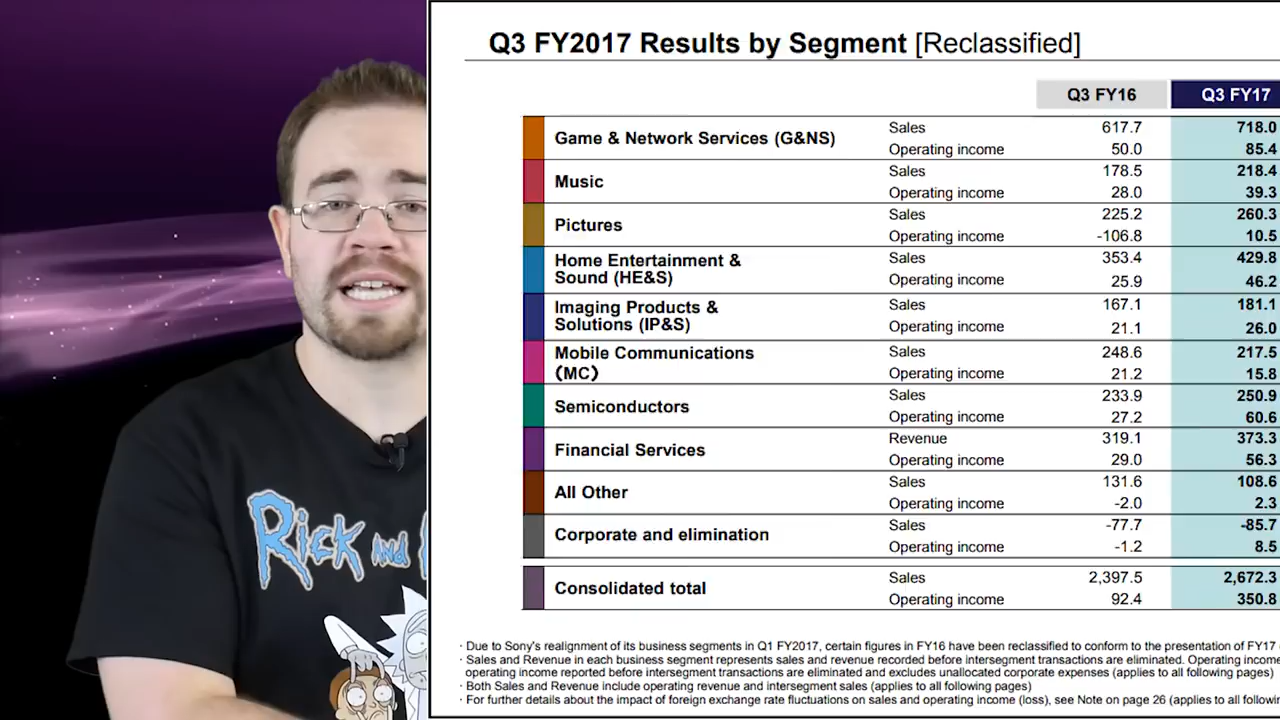 Q3 FY2017 Results by Segment [Reclassified]
Q3 FY16 Q3 FY17
Game & Network Services (G&NS) Sales 617.7 718.0
Operating income 50.0 85.4
Music Sales 178.5 218.4
Operating income 28.0 39.3
Pictures Sales 225.2 260.3
Operating income -106.8 10.5
Home Entertainment & Sales 353.4 429.8
Sound (HE&S) Operating income 25.9 46.2
Imaging Products & Sales 167.1 181.1
Solutions (IP&S) Operating income 21.1 26.0
Mobile Communications Sales 248.6 217.5
(MC) Operating income 21.2 15.8
Semiconductors Sales 233.9 250.9
Operating income 27.2 60.6
Financial Services Revenue 319.1 373.3
Operating income 29.0 56.3
All Other Sales 131.6 108.6
Operating income -2.0 2.3
Corporate and elimination Sales -77.7 -85.7
Operating income -1.2 8.5
Consolidated total Sales 2,397.5 2,672.3
Operating income 92.4 350.8
· Due to Sony's realignment of its business segments in Q1 FY2017, certain figures in FY16 have been reclassified to conform to the presentation of FY17
· Sales and Revenue in each business segment represents sales and revenue recorded before intersegment transactions are eliminated. Operating income
operating income reported before intersegment transactions are eliminated and excludes unallocated corporate expenses (applies to all following pages)
· Both Sales and Revenue include operating revenue and intersegment sales (applies to all following pages)
· For further details about the impact of foreign exchange rate fluctuations on sales and operating income (loss), see Note on page 26 (applies to all
RICK AND